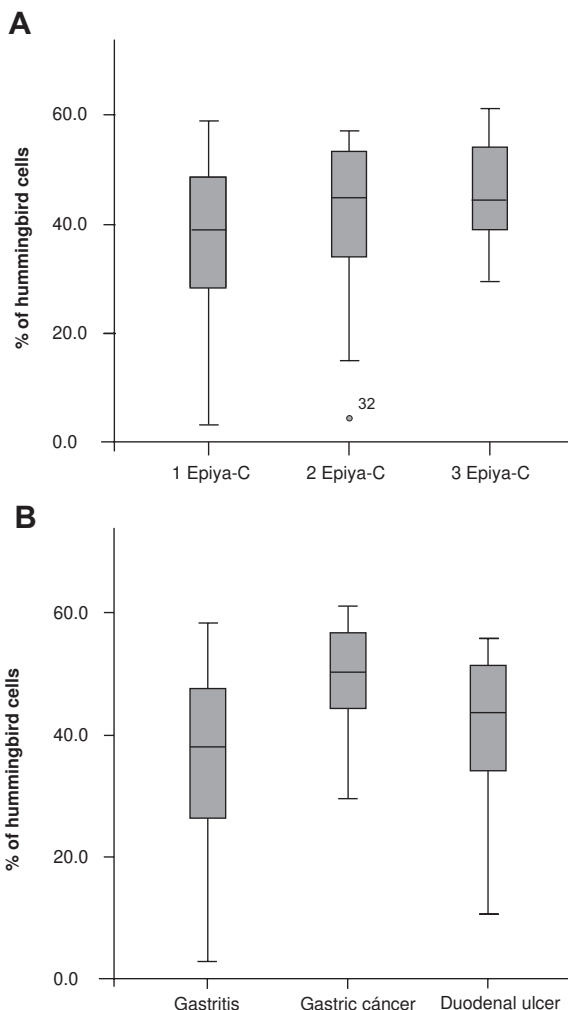 A
% of hummingbird cells
60.0
40.0
20.0
0.0
32
1 Epiya-C 2 Epiya-C 3 Epiya-C
B
% of hummingbird cells
60.0
40.0
20.0
0.0
Gastritis Gastric cáncer Duodenal ulcer